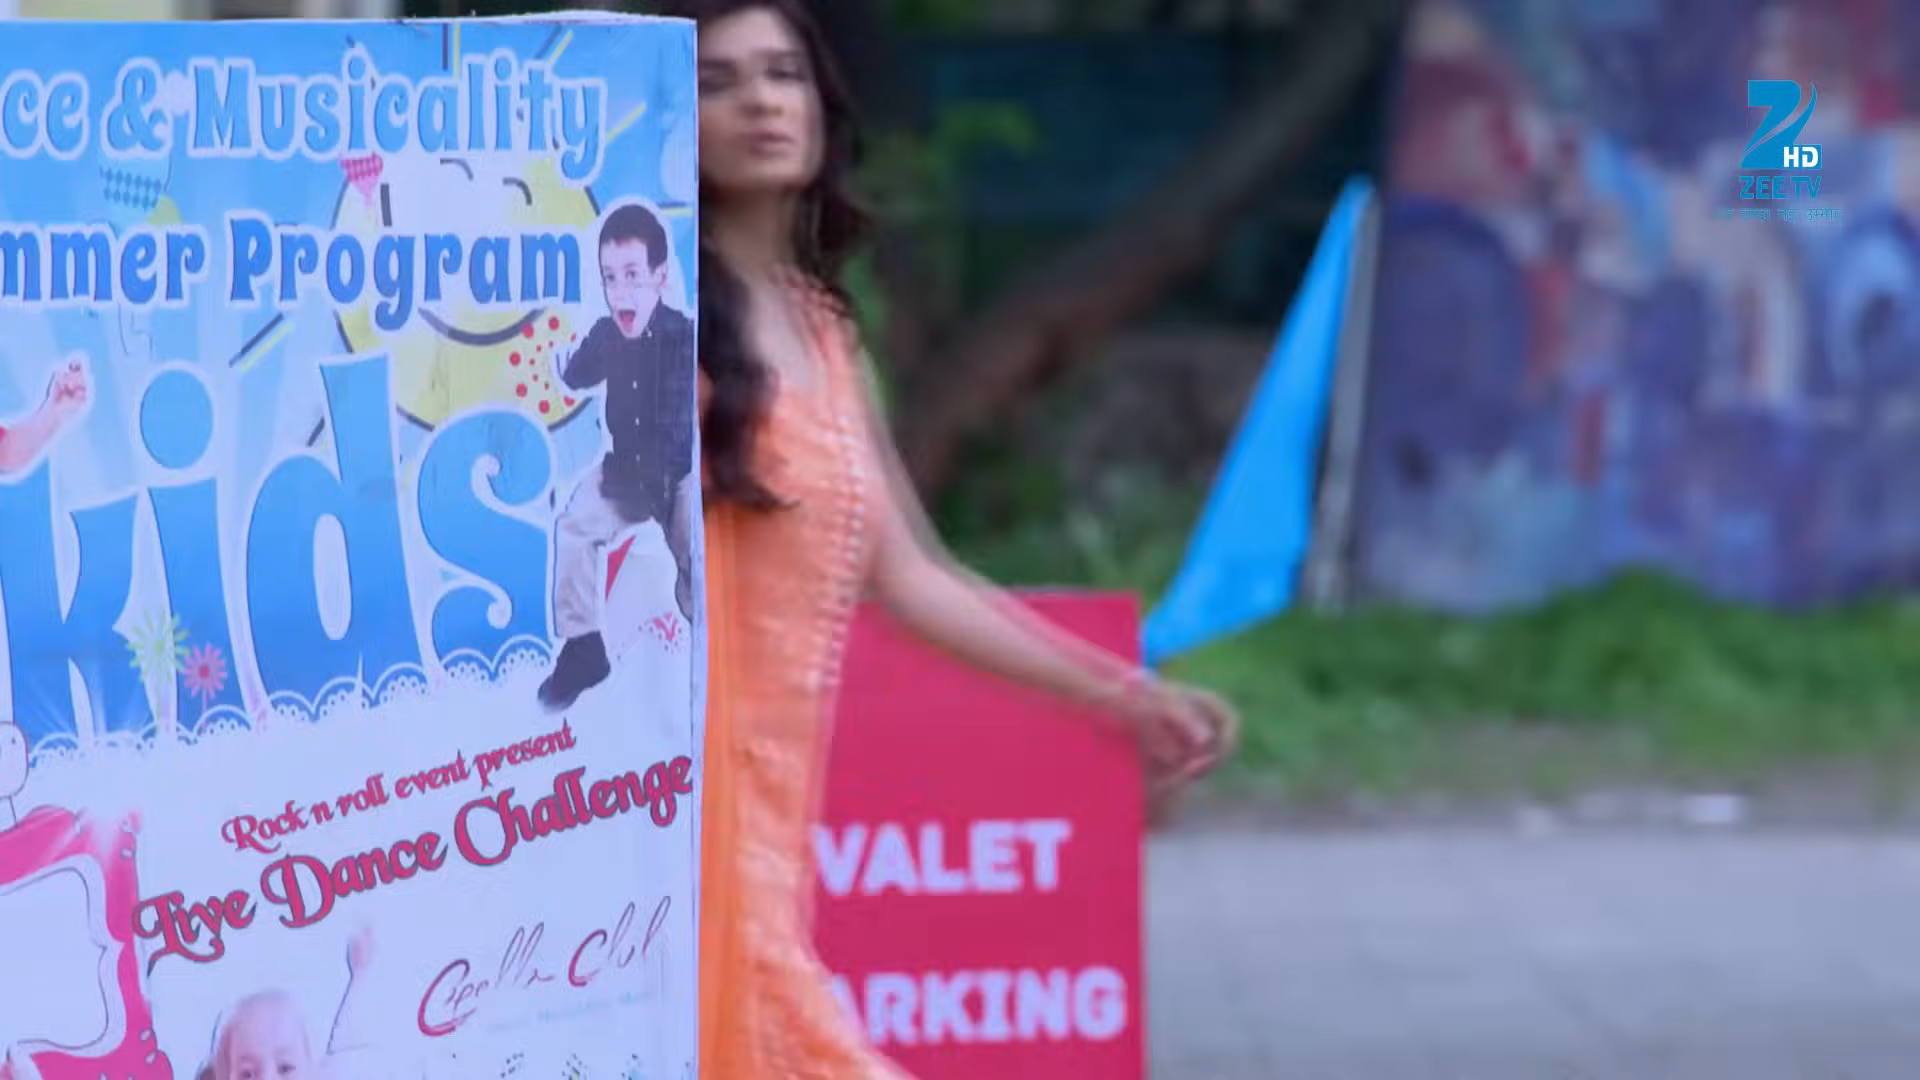 ce & Musicality
mmer Program
kids
Rock n roll event present
Live Dance Challenge
VALET
ARKING
HD
ZEE TV